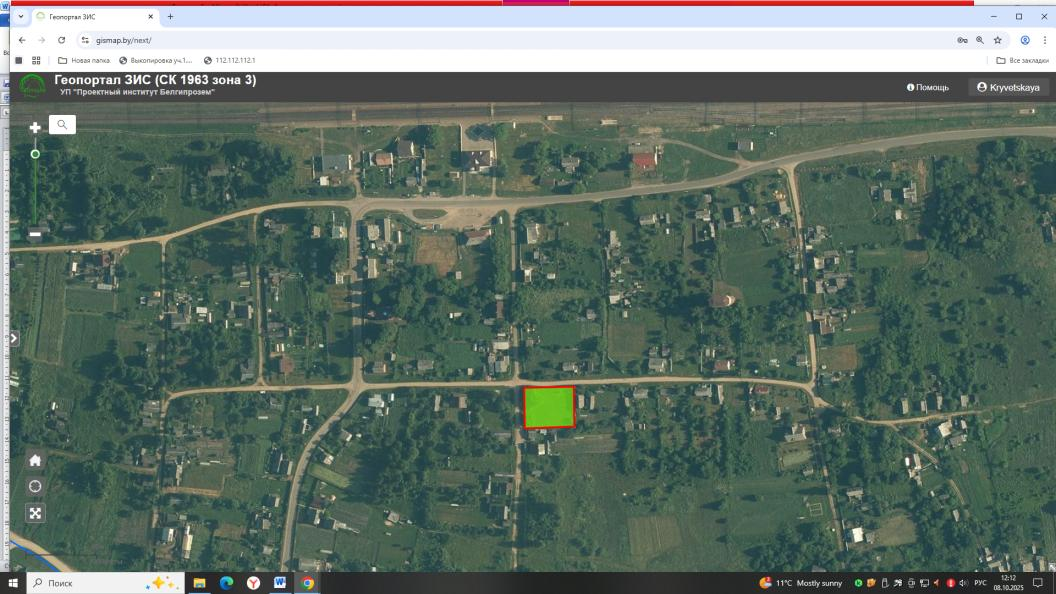 Геопортал ЗИС
gismap.by/next/
Новая папка
Выкопировка уч.1....
112.112.112.1
Все закладки
Геопортал ЗИС (СК 1963 зона 3)
УП "Проектный институт Белгипрозем"
Помощь
Kryvetskaya
Поиск
11°C Mostly sunny
РУС
12:12
08.10.2025